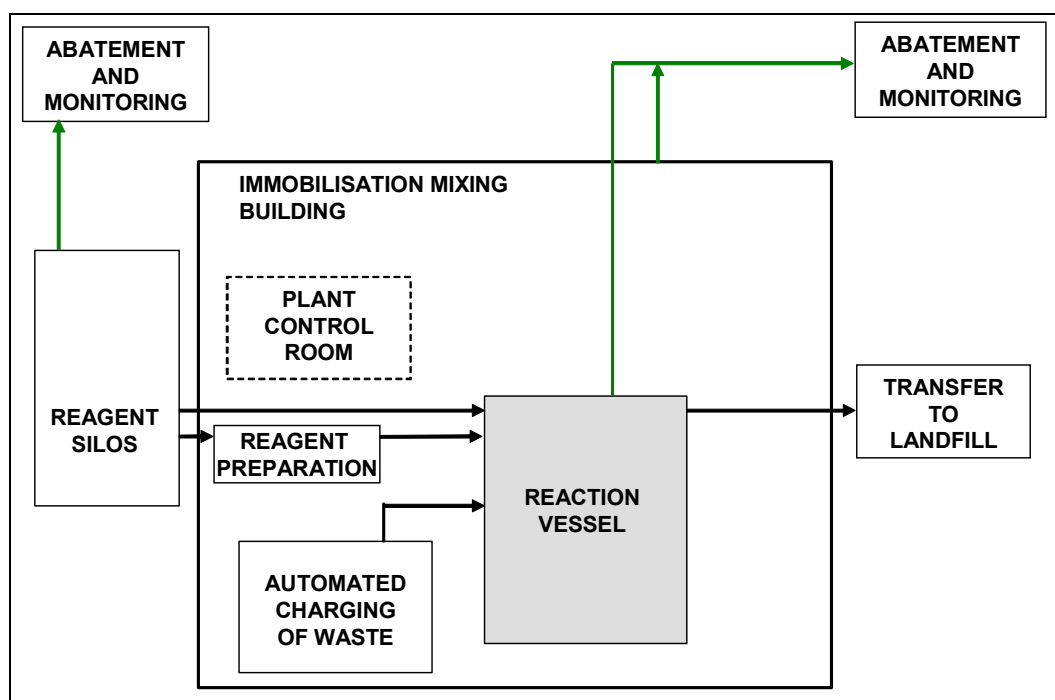 ABATEMENT
AND
MONITORING
ABATEMENT
AND
MONITORING
IMMOBILISATION MIXING
BUILDING
PLANT
CONTROL
ROOM
REAGENT
SILOS
REAGENT
PREPARATION
TRANSFER
TO
LANDFILL
REACTION
VESSEL
AUTOMATED
CHARGING
OF WASTE